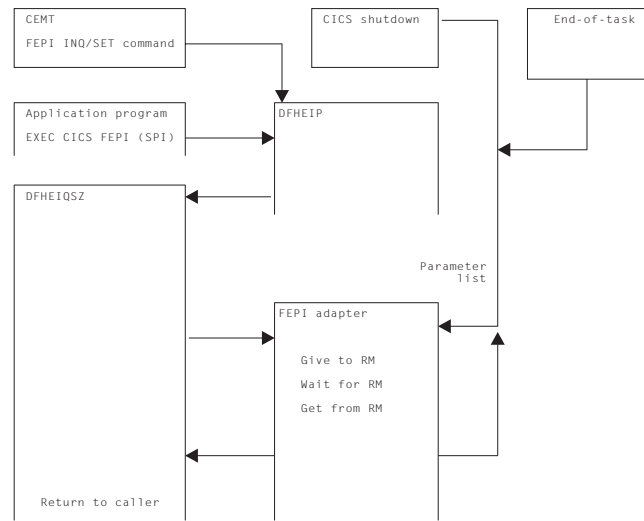 CEMT
FEPI INQ/SET command
CICS shutdown
End-of-task
Application program
EXEC CICS FEPI (SPI)
DFHEIP
DFHEIQSZ
Parameter
list
FEPI adapter
Give to RM
Wait for RM
Get from RM
Return to caller